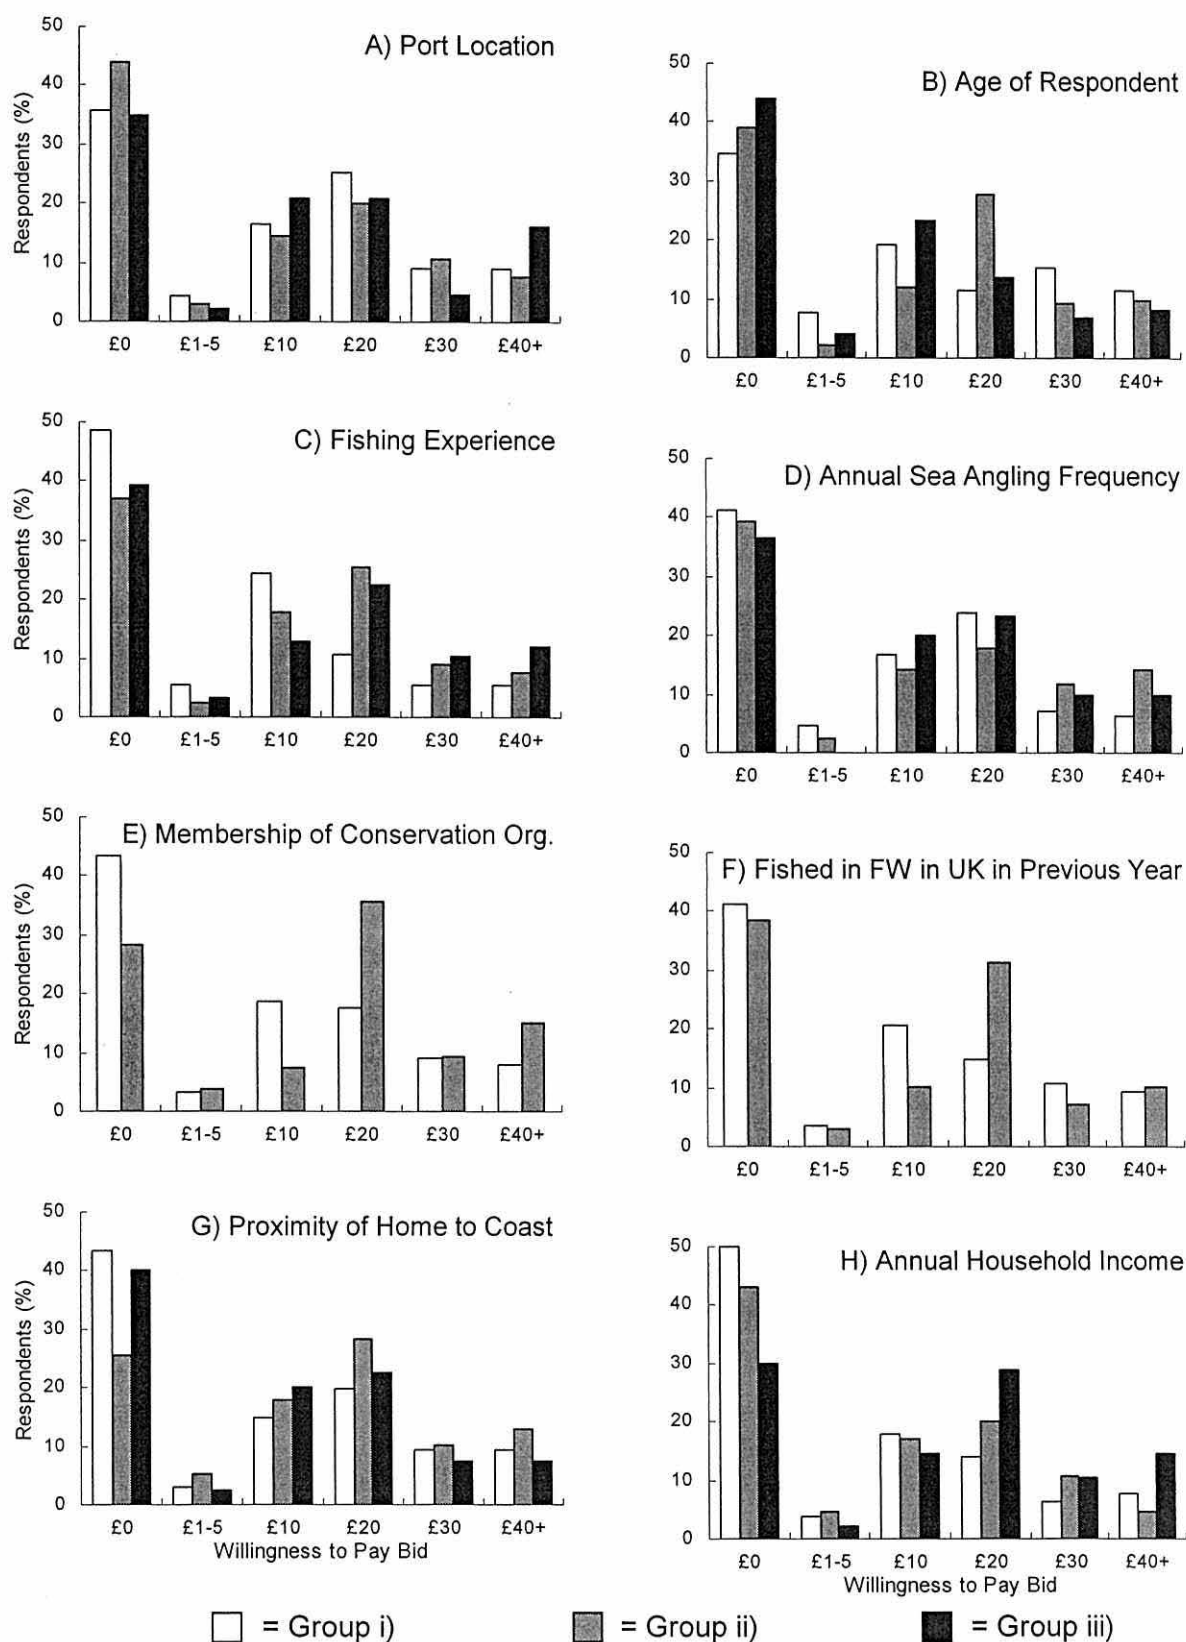 A) Port Location
Respondents (%)
50
40
30
20
10
0
£0 £1-5 £10 £20 £30 £40+
B) Age of Respondent
50
40
30
20
10
0
£0 £1-5 £10 £20 £30 £40+
C) Fishing Experience
Respondents (%)
50
40
30
20
10
0
£0 £1-5 £10 £20 £30 £40+
D) Annual Sea Angling Frequency
50
40
30
20
10
0
£0 £1-5 £10 £20 £30 £40+
E) Membership of Conservation Org.
Respondents (%)
50
40
30
20
10
0
£0 £1-5 £10 £20 £30 £40+
F) Fished in FW in UK in Previous Year
50
40
30
20
10
0
£0 £1-5 £10 £20 £30 £40+
G) Proximity of Home to Coast
Respondents (%)
50
40
30
20
10
0
£0 £1-5 £10 £20 £30 £40+
Willingness to Pay Bid
H) Annual Household Income
50
40
30
20
10
0
£0 £1-5 £10 £20 £30 £40+
Willingness to Pay Bid
= Group i) = Group ii) = Group iii)